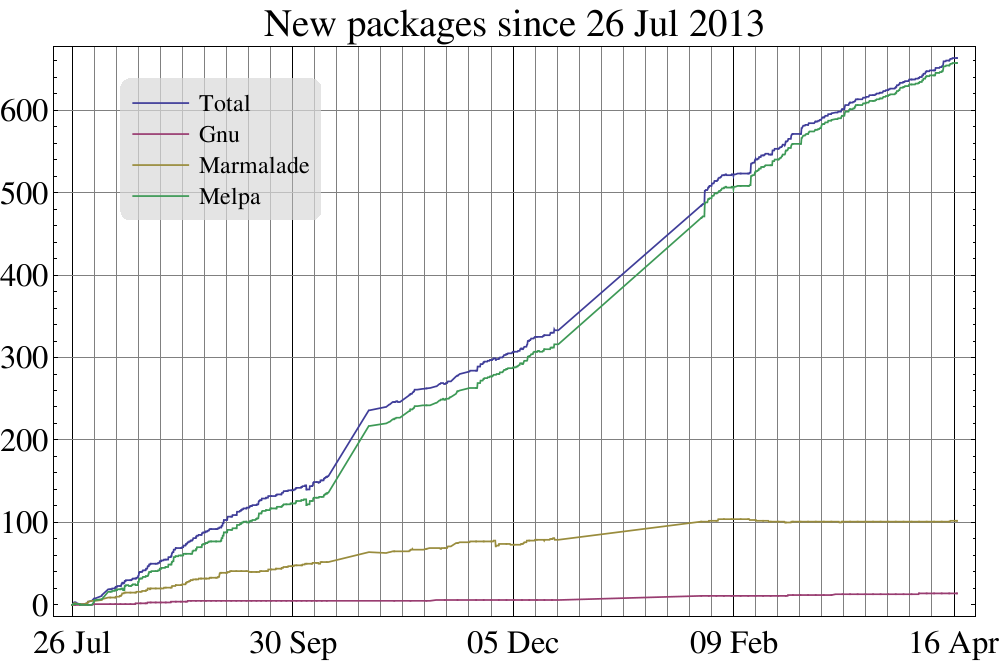 New packages since 26 Jul 2013
Total
Gnu
Marmalade
Melpa
600
500
400
300
200
100
0
26 Jul 30 Sep 05 Dec 09 Feb 16 Apr